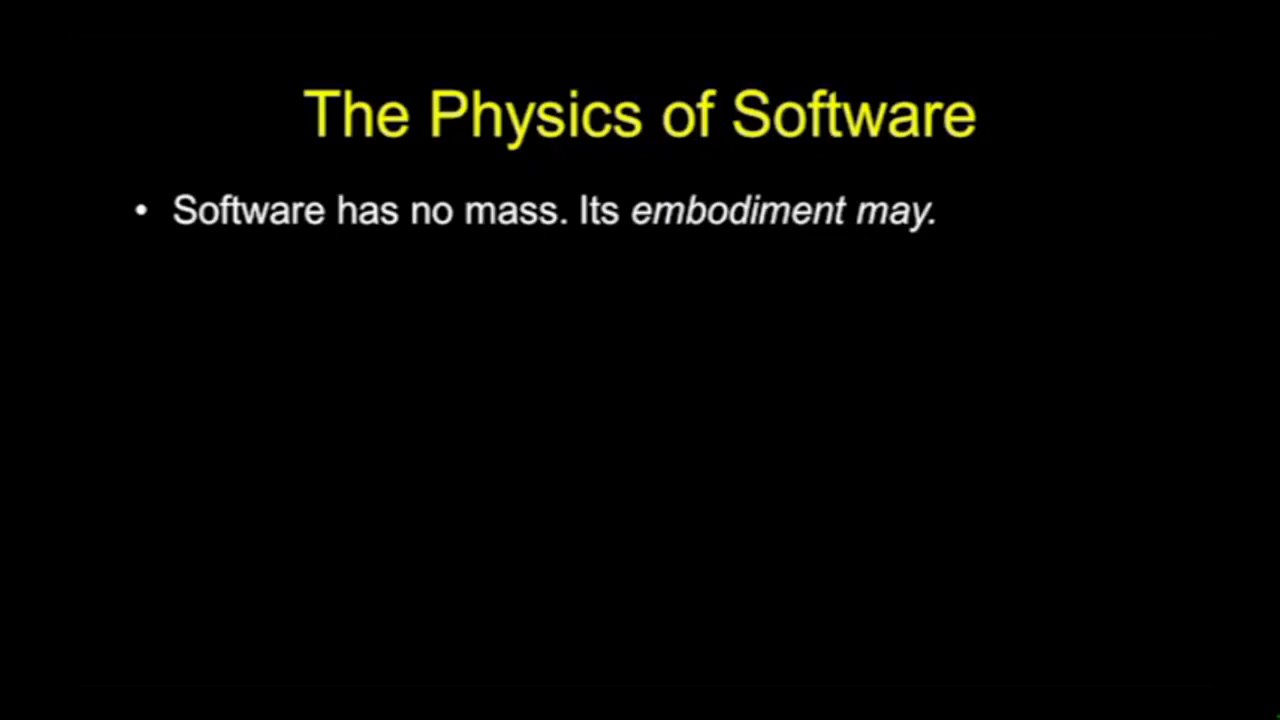 The Physics of Software
• Software has no mass. Its embodiment may.